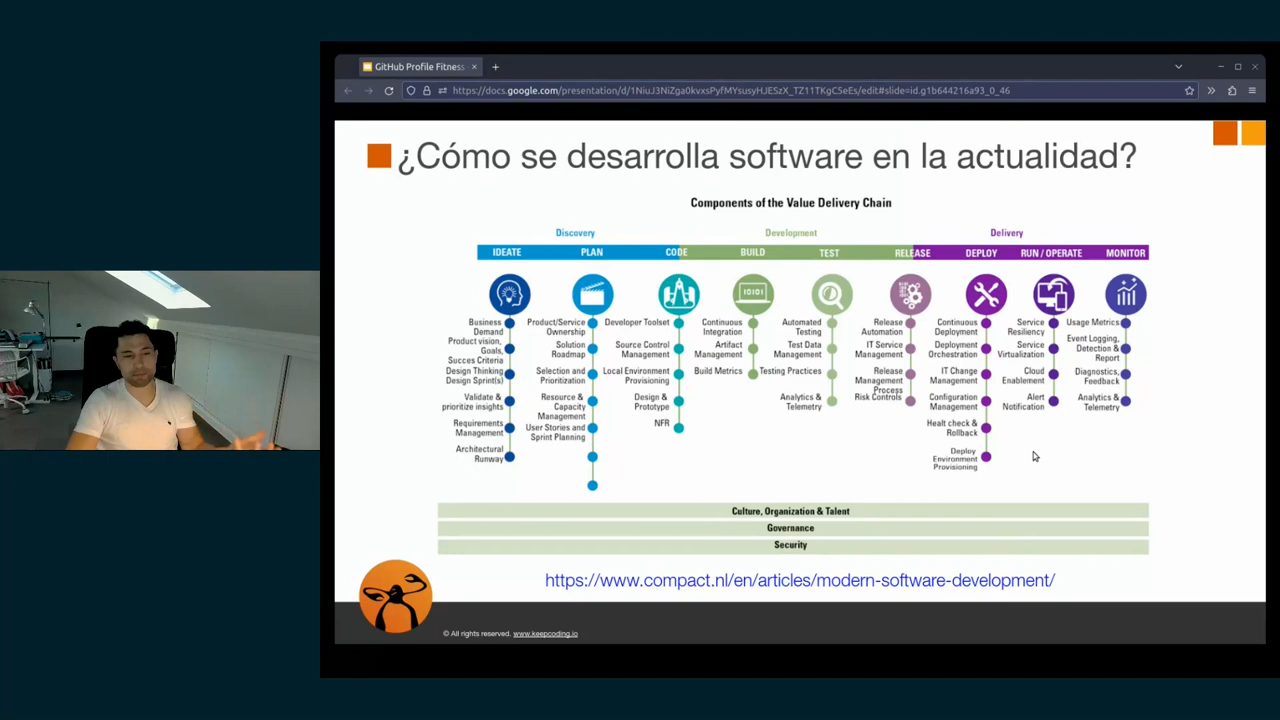 GitHub Profile Fitness
https://docs.google.com/presentation/d/1NiuJ3NiZga0kvxsPyfMYsusyHJESzX_TZ11TKgC5eEs/edit#slide=id.g1b644216a93_0_46
¿Cómo se desarrolla software en la actualidad?
Components of the Value Delivery Chain
Discovery
Development
Delivery
IDEATE
PLAN
CODE
BUILD
TEST
RELEASE
DEPLOY
RUN / OPERATE
MONITOR
Business
Demand
Product vision,
Goals,
Succes Criteria
Design Thinking
Design Sprint(s)
Validate &
prioritize insights
Requirements
Management
Architectural
Runway
Product/Service
Ownership
Solution
Roadmap
Selection and
Prioritization
Resource &
Capacity
Management
User Stories and
Sprint Planning
Developer Toolset
Source Control
Management
Local Environment
Provisioning
Design &
Prototype
NFR
10101
Continuous
Integration
Artifact
Management
Build Metrics
Automated
Testing
Test Data
Management
Testing Practices
Analytics &
Telemetry
Release
Automation
IT Service
Management
Release
Management
Process
Risk Controls
Continuous
Deployment
Deployment
Orchestration
IT Change
Management
Configuration
Management
Healt check &
Rollback
Deploy
Environment
Provisioning
Service
Resiliency
Service
Virtualization
Cloud
Enablement
Alert
Notification
Usage Metrics
Event Logging,
Detection &
Report
Diagnostics,
Feedback
Analytics &
Telemetry
Culture, Organization & Talent
Governance
Security
https://www.compact.nl/en/articles/modern-software-development/
© All rights reserved. www.keepcoding.io